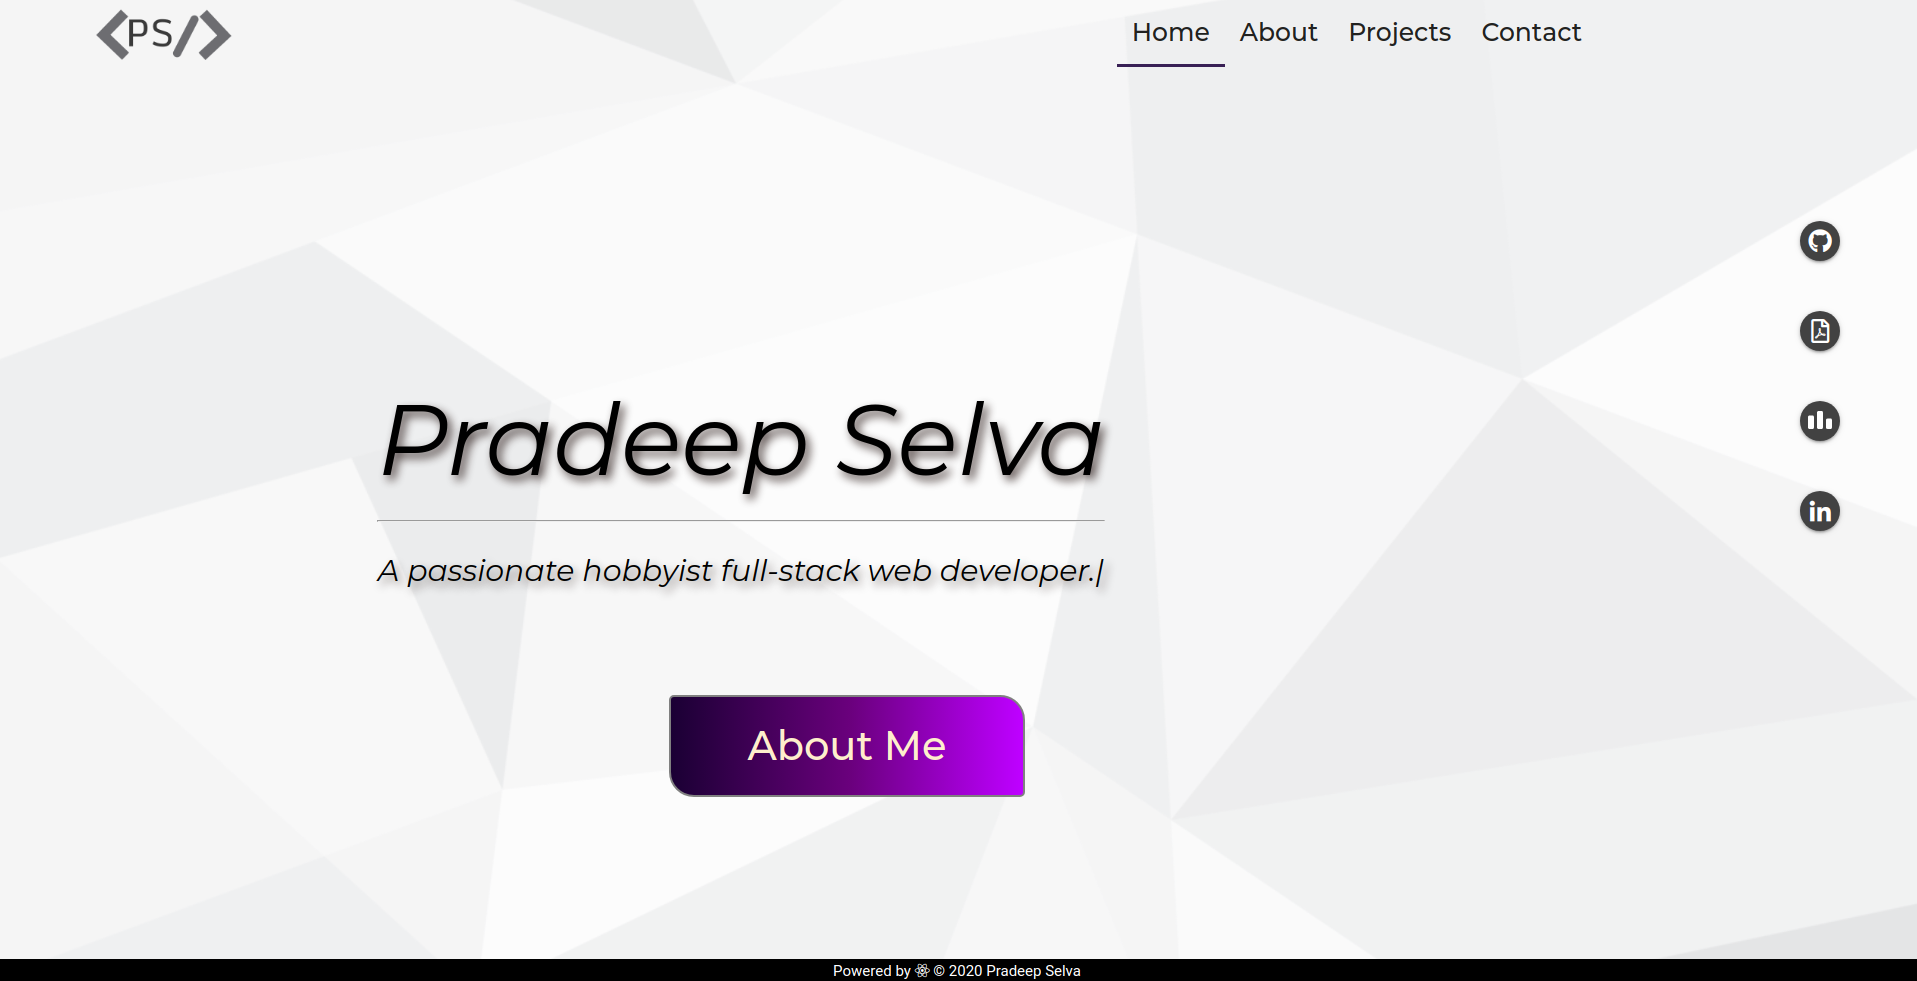 <PS/>
Home About Projects Contact
Pradeep Selva
A passionate hobbyist full-stack web developer.|
About Me
in
Powered by © 2020 Pradeep Selva